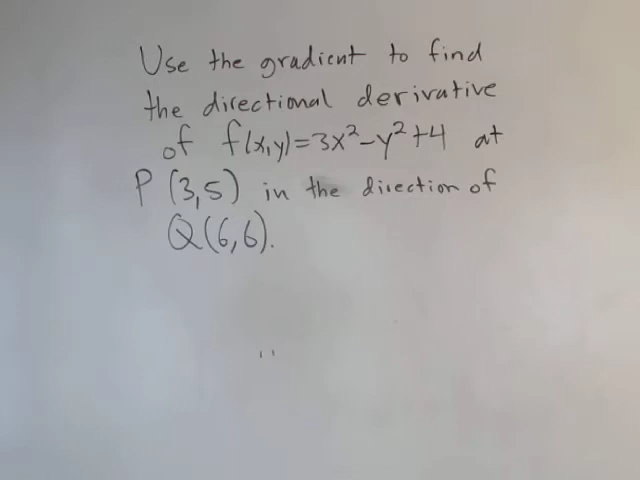 Use the gradient to find
the directional derivative
of f(x,y)=3x²-y²+4 at
P(3,5) in the direction of
Q(6,6).